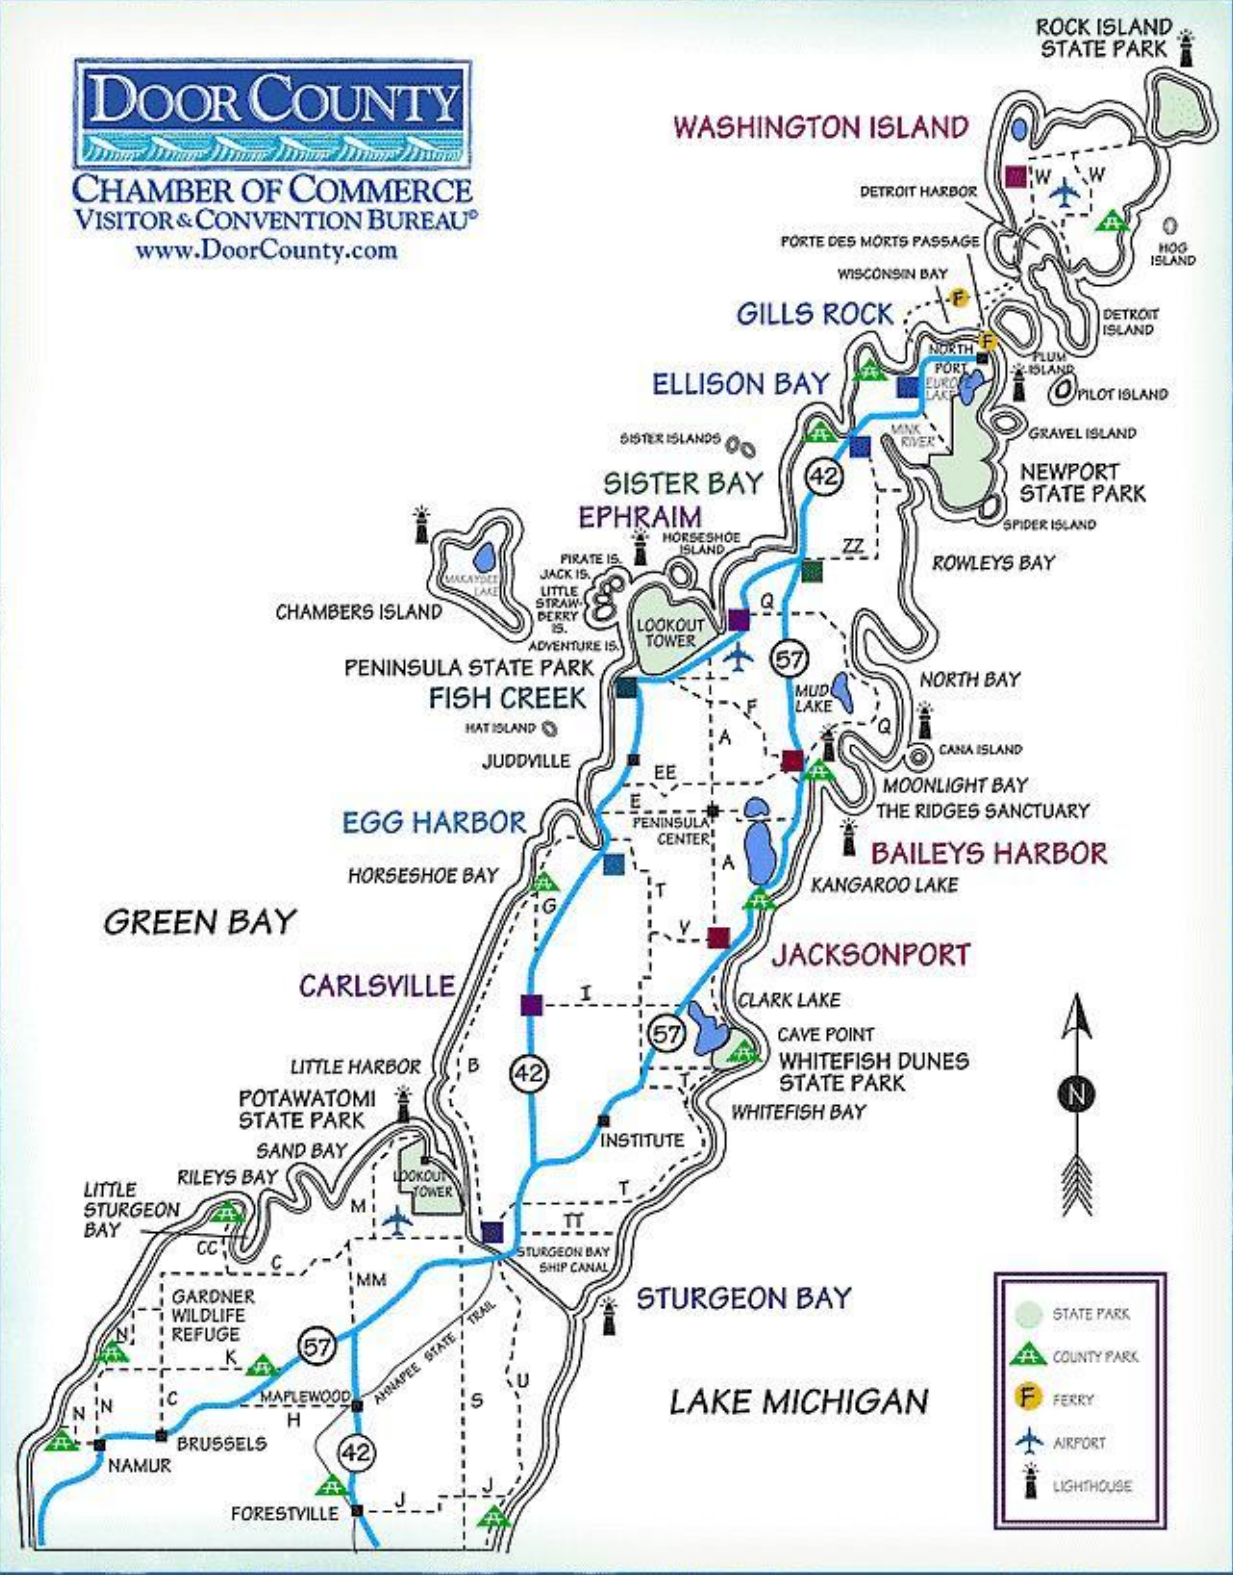 ROCK ISLAND
STATE PARK
DOOR COUNTY
CHAMBER OF COMMERCE
VISITOR & CONVENTION BUREAU©
www.DoorCounty.com
WASHINGTON ISLAND
W
W
DETROIT HARBOR
PORTE DES MORTS PASSAGE
HOG
ISLAND
WISCONSIN BAY
F
GILLS ROCK
DETROIT
ISLAND
F
NORTH
PORT
PLUM
ISLAND
ELLISON BAY
EUROPE
LAKE
PILOT ISLAND
SISTER ISLANDS
MINK
RIVER
GRAVEL ISLAND
SISTER BAY
42
NEWPORT
STATE PARK
EPHRAIM
SPIDER ISLAND
HORSESHOE
ISLAND
ZZ
ROWLEYS BAY
PIRATE IS.
JACK IS.
LITTLE
STRAW-
BERRY
IS.
ADVENTURE IS.
LAKE
CHAMBERS ISLAND
LOOKOUT
TOWER
Q
PENINSULA STATE PARK
57
FISH CREEK
MUD
LAKE
NORTH BAY
HAT ISLAND
F
A
Q
CANA ISLAND
JUDDVILLE
EE
MOONLIGHT BAY
E
THE RIDGES SANCTUARY
EGG HARBOR
PENINSULA
CENTER
BAILEYS HARBOR
HORSESHOE BAY
A
KANGAROO LAKE
G
T
GREEN BAY
V
JACKSONPORT
CARLSVILLE
I
CLARK LAKE
57
CAVE POINT
WHITEFISH DUNES
STATE PARK
LITTLE HARBOR
B
42
T
POTAWATOMI
STATE PARK
WHITEFISH BAY
SAND BAY
INSTITUTE
RILEYS BAY
LOOKOUT
TOWER
LITTLE
STURGEON
BAY
M
T
TT
CC
C
STURGEON BAY
SHIP CANAL
MM
GARDNER
WILDLIFE
REFUGE
STURGEON BAY
N
57
AHNAPEE STATE TRAIL
K
U
MAPLEWOOD
C
S
N
N
H
LAKE MICHIGAN
BRUSSELS
42
NAMUR
J
J
FORESTVILLE
N
STATE PARK
COUNTY PARK
F
FERRY
AIRPORT
LIGHTHOUSE